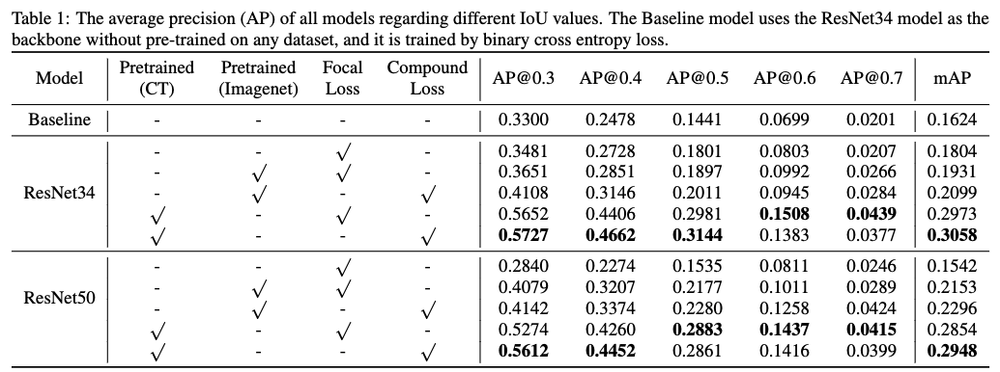 Table 1: The average precision (AP) of all models regarding different IoU values. The Baseline model uses the ResNet34 model as the
backbone without pre-trained on any dataset, and it is trained by binary cross entropy loss.
Model Pretrained (CT) Pretrained (Imagenet) Focal Loss Compound Loss AP@0.3 AP@0.4 AP@0.5 AP@0.6 AP@0.7 mAP
Baseline - - - - 0.3300 0.2478 0.1441 0.0699 0.0201 0.1624
ResNet34
- - √ - 0.3481 0.2728 0.1801 0.0803 0.0207 0.1804
- √ √ - 0.3651 0.2851 0.1897 0.0992 0.0266 0.1931
- √ - √ 0.4108 0.3146 0.2011 0.0945 0.0284 0.2099
√ - √ - 0.5652 0.4406 0.2981 0.1508 0.0439 0.2973
√ - - √ 0.5727 0.4662 0.3144 0.1383 0.0377 0.3058
ResNet50
- - √ - 0.2840 0.2274 0.1535 0.0811 0.0246 0.1542
- √ √ - 0.4079 0.3207 0.2177 0.1011 0.0289 0.2153
- √ - √ 0.4142 0.3374 0.2280 0.1258 0.0424 0.2296
√ - √ - 0.5274 0.4260 0.2883 0.1437 0.0415 0.2854
√ - - √ 0.5612 0.4452 0.2861 0.1416 0.0399 0.2948